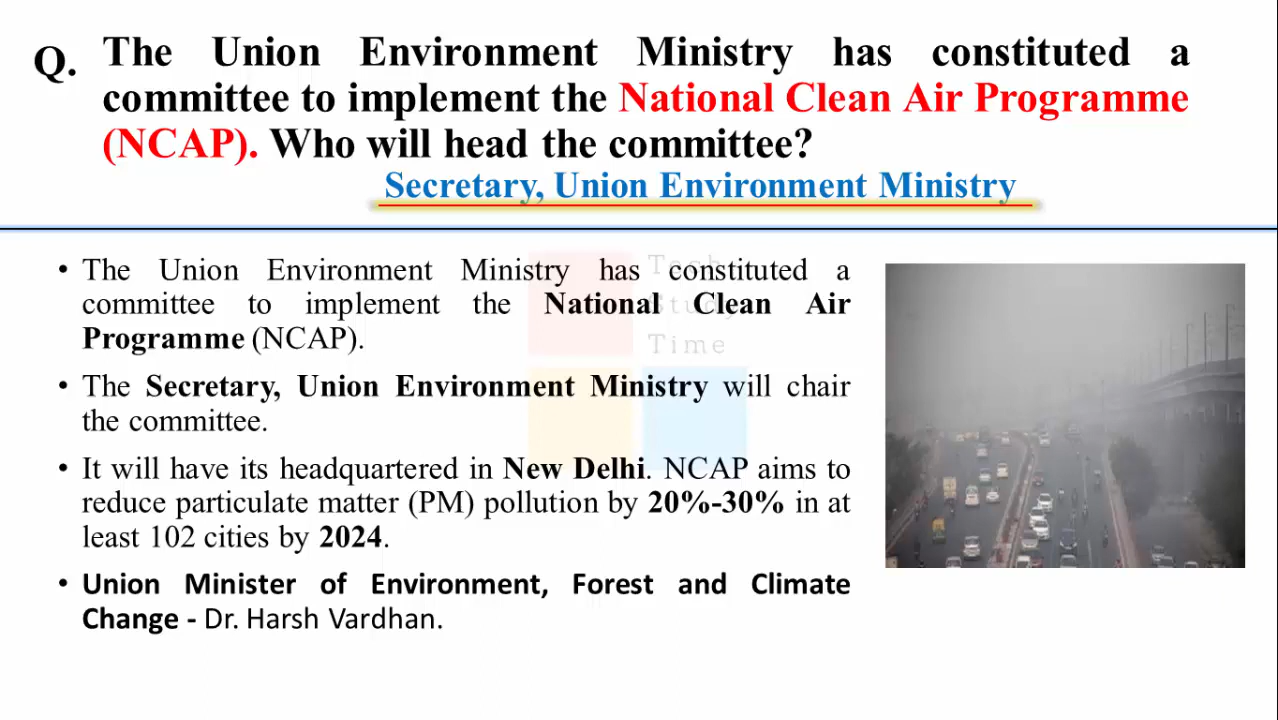 Q. The Union Environment Ministry has constituted a
committee to implement the National Clean Air Programme
(NCAP). Who will head the committee?
Secretary, Union Environment Ministry
• The Union Environment Ministry has constituted a
committee to implement the National Clean Air
Programme (NCAP).
• The Secretary, Union Environment Ministry will chair
the committee.
• It will have its headquartered in New Delhi. NCAP aims to
reduce particulate matter (PM) pollution by 20%-30% in at
least 102 cities by 2024.
• Union Minister of Environment, Forest and Climate
Change - Dr. Harsh Vardhan.
Tech
Study
Time